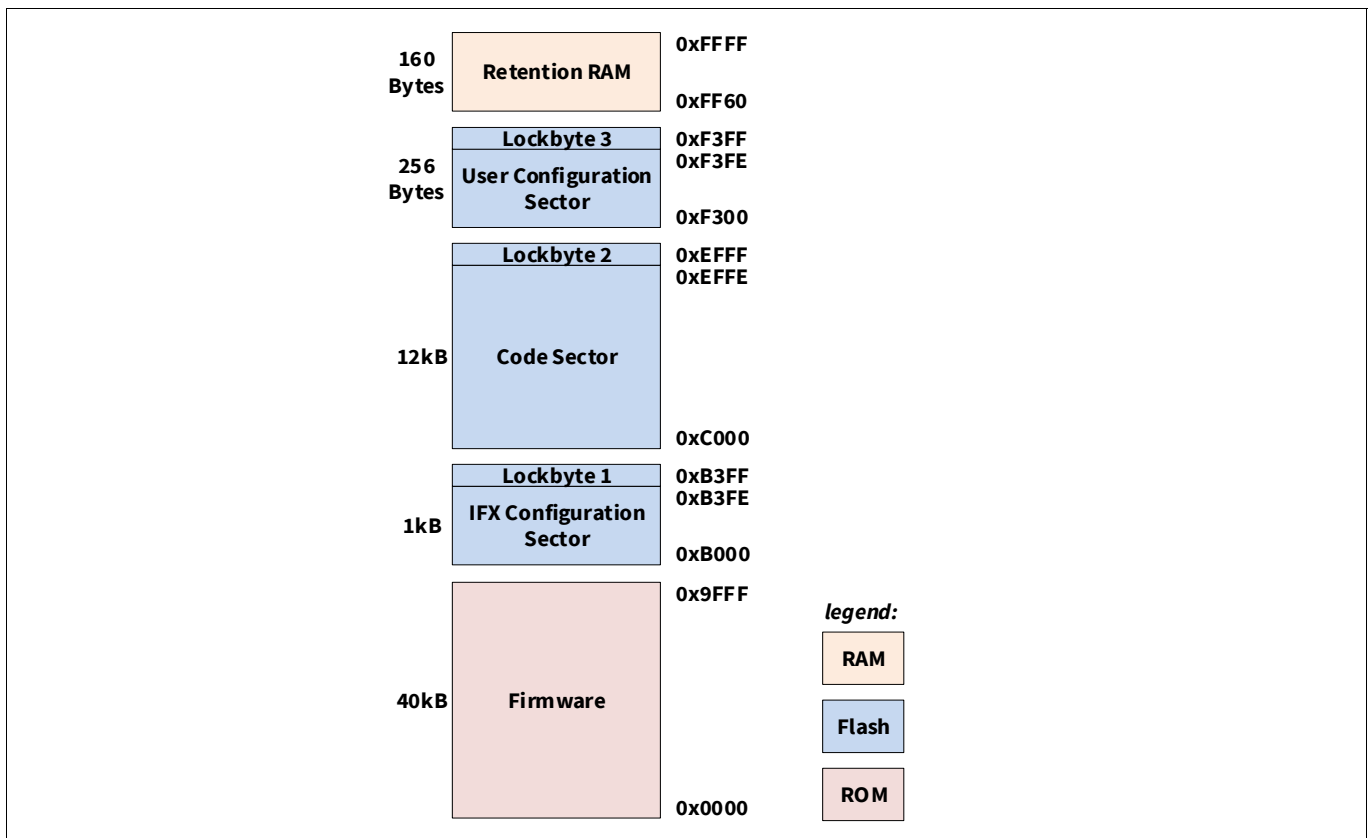 160
Bytes
Retention RAM
0xFFFF
0xFF60
256
Bytes
Lockbyte 3
User Configuration
Sector
0xF3FF
0xF3FE
0xF300
12kB
Lockbyte 2
Code Sector
0xEFFF
0xEFFE
0xC000
1kB
Lockbyte 1
IFX Configuration
Sector
0xB3FF
0xB3FE
0xB000
40kB
Firmware
0x9FFF
0x0000
legend:
RAM
Flash
ROM